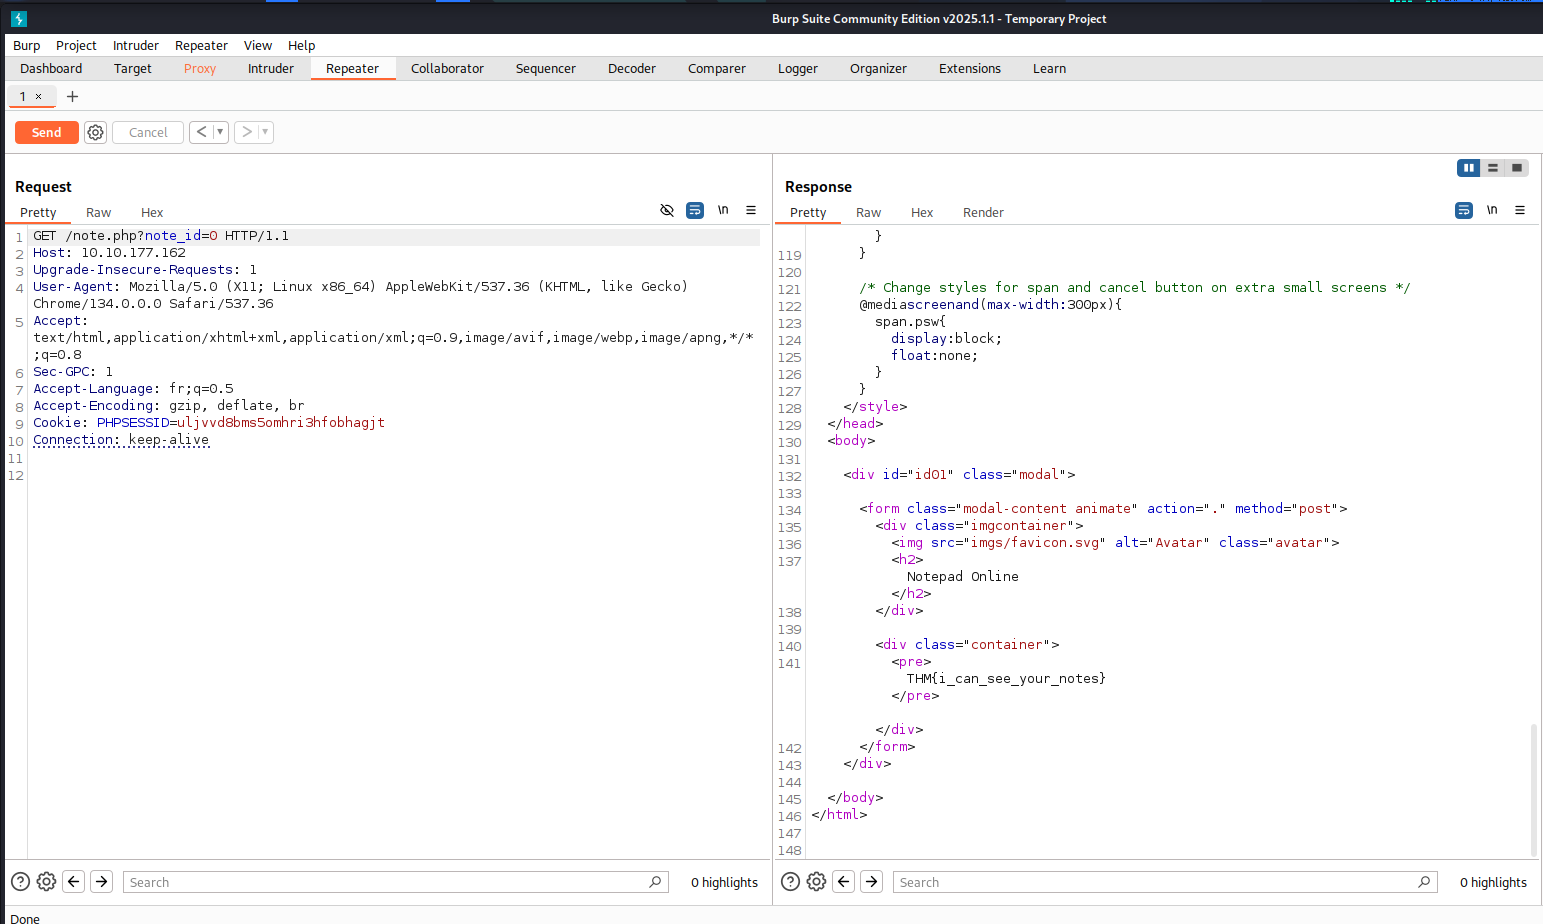 Burp Suite Community Edition v2025.1.1 - Temporary Project
Burp Project Intruder Repeater View Help
Dashboard Target Proxy Intruder Repeater Collaborator Sequencer Decoder Comparer Logger Organizer Extensions Learn
1 × +
Send Cancel < >
Request
Pretty Raw Hex \n
1 GET /note.php?note_id=0 HTTP/1.1
2 Host: 10.10.177.162
3 Upgrade-Insecure-Requests: 1
4 User-Agent: Mozilla/5.0 (X11; Linux x86_64) AppleWebKit/537.36 (KHTML, like Gecko)
Chrome/134.0.0.0 Safari/537.36
5 Accept:
text/html,application/xhtml+xml,application/xml;q=0.9,image/avif,image/webp,image/apng,*/*
;q=0.8
6 Sec-GPC: 1
7 Accept-Language: fr;q=0.5
8 Accept-Encoding: gzip, deflate, br
9 Cookie: PHPSESSID=uljvvd8bms5omhri3hfobhagjt
10 Connection: keep-alive
11
12
Search 0 highlights
Response
Pretty Raw Hex Render \n
}
119 }
120
121 /* Change styles for span and cancel button on extra small screens */
122 @mediascreenand(max-width:300px){
123 span.psw{
124 display:block;
125 float:none;
126 }
127 }
128 </style>
129 </head>
130 <body>
131
132 <div id="id01" class="modal">
133
134 <form class="modal-content animate" action="." method="post">
135 <div class="imgcontainer">
136 <img src="imgs/favicon.svg" alt="Avatar" class="avatar">
137 <h2>
Notepad Online
</h2>
138 </div>
139
140 <div class="container">
141 <pre>
THM{i_can_see_your_notes}
</pre>
</div>
142 </form>
143 </div>
144
145 </body>
146 </html>
147
148
Search 0 highlights
Done